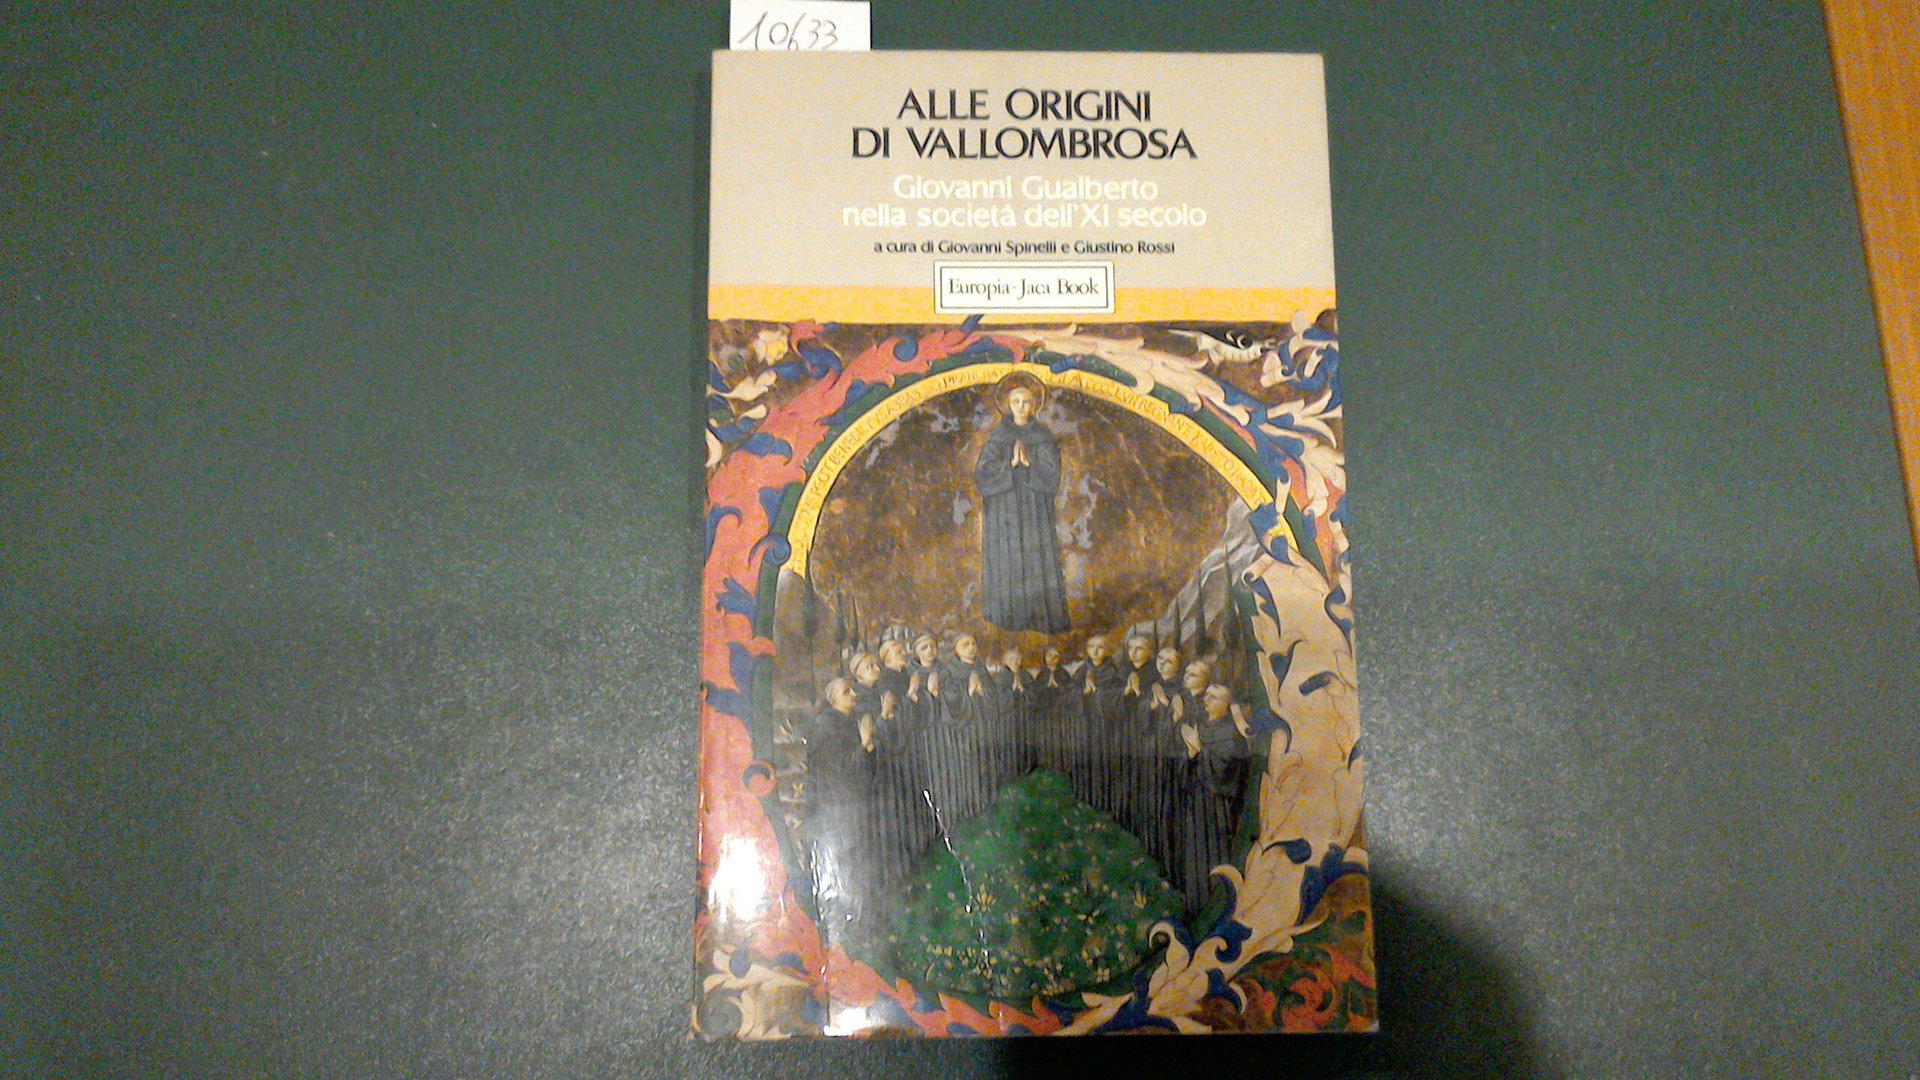 10633
ALLE ORIGINI
DI VALLOMBROSA
Giovanni Gualberto
nella società dell'XI secolo
a cura di Giovanni Spinelli e Giustino Rossi
Europía - Jaca Book